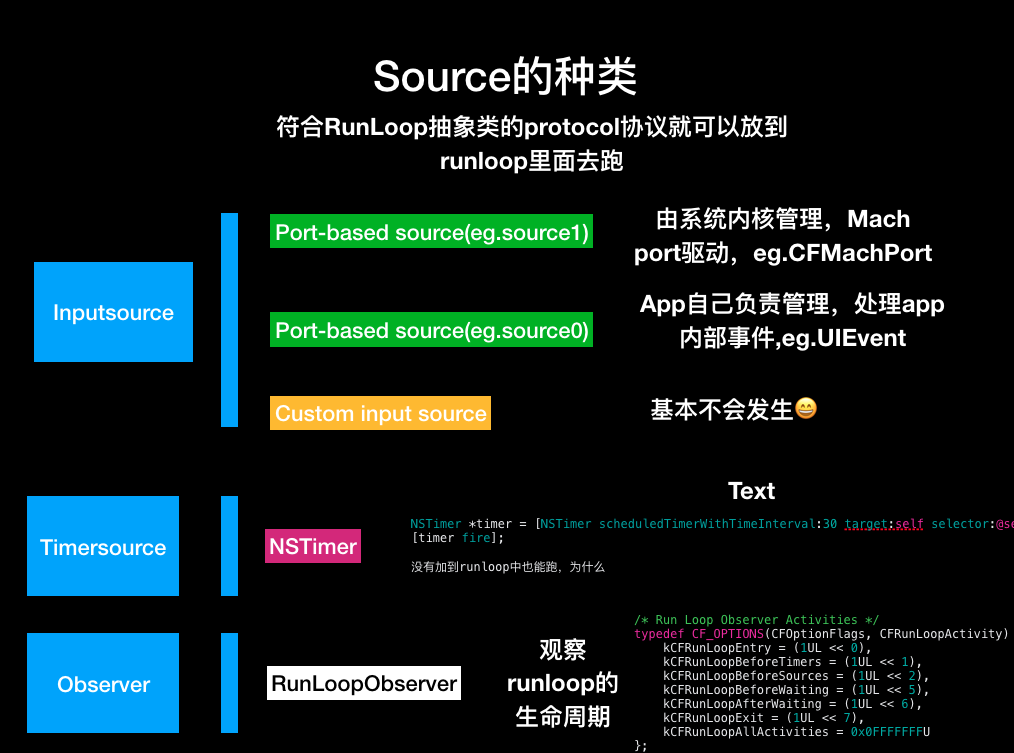 Source的种类
符合RunLoop抽象类的protocol协议就可以放到
runloop里面去跑
Inputsource
Port-based source(eg.source1)
由系统内核管理，Mach
port驱动，eg.CFMachPort
Port-based source(eg.source0)
App自己负责管理，处理app
内部事件,eg.UIEvent
Custom input source
基本不会发生😄
Timersource
NSTimer
Text
NSTimer *timer = [NSTimer scheduledTimerWithTimeInterval:30 target:self selector:@se
[timer fire];
没有加到runloop中也能跑，为什么
Observer
RunLoopObserver
观察
runloop的
生命周期
/* Run Loop Observer Activities */
typedef CF_OPTIONS(CFOptionFlags, CFRunLoopActivity)
kCFRunLoopEntry = (1UL << 0),
kCFRunLoopBeforeTimers = (1UL << 1),
kCFRunLoopBeforeSources = (1UL << 2),
kCFRunLoopBeforeWaiting = (1UL << 5),
kCFRunLoopAfterWaiting = (1UL << 6),
kCFRunLoopExit = (1UL << 7),
kCFRunLoopAllActivities = 0x0FFFFFFFU
};